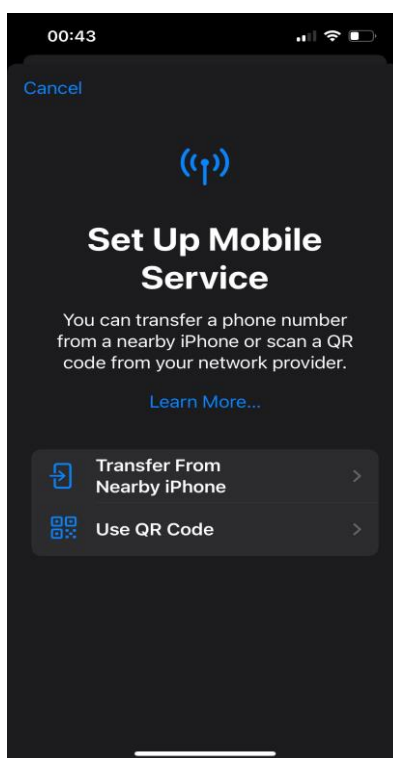 00:43
Cancel
Set Up Mobile
Service
You can transfer a phone number
from a nearby iPhone or scan a QR
code from your network provider.
Learn More...
Transfer From
Nearby iPhone
Use QR Code